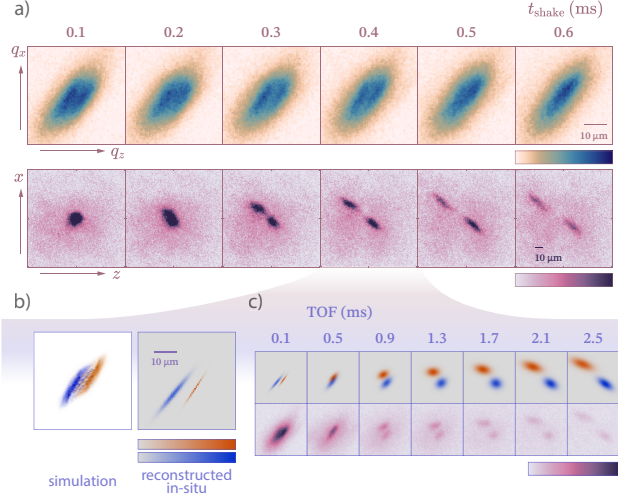 a)
t_shake (ms)
0.1 0.2 0.3 0.4 0.5 0.6
q_x
10 μm
q_z
x
10 μm
z
b)
c)
TOF (ms)
0.1 0.5 0.9 1.3 1.7 2.1 2.5
10 μm
simulation
reconstructed
in-situ